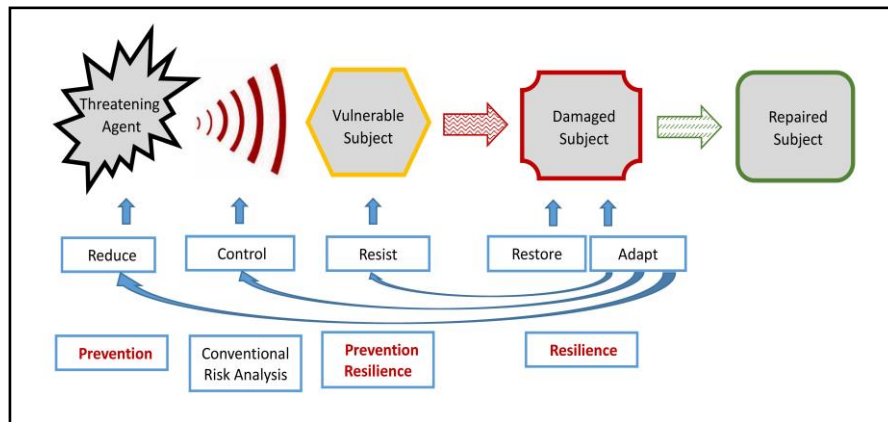 Threatening
Agent
Vulnerable
Subject
Damaged
Subject
Repaired
Subject
Reduce
Control
Resist
Restore
Adapt
Prevention
Conventional
Risk Analysis
Prevention
Resilience
Resilience